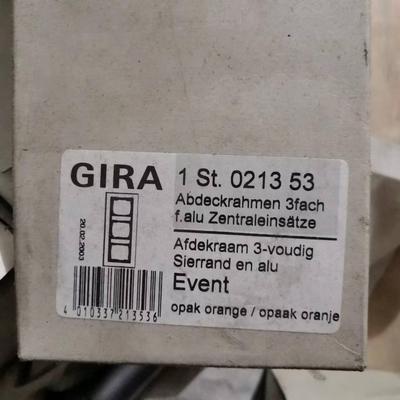 GIRA
1 St. 0213 53
Abdeckrahmen 3fach
f.alu Zentraleinsätze
Afdekraam 3-voudig
Sierrand en alu
Event
opak orange / opaak oranje
20.02.2003
4 010337 213536